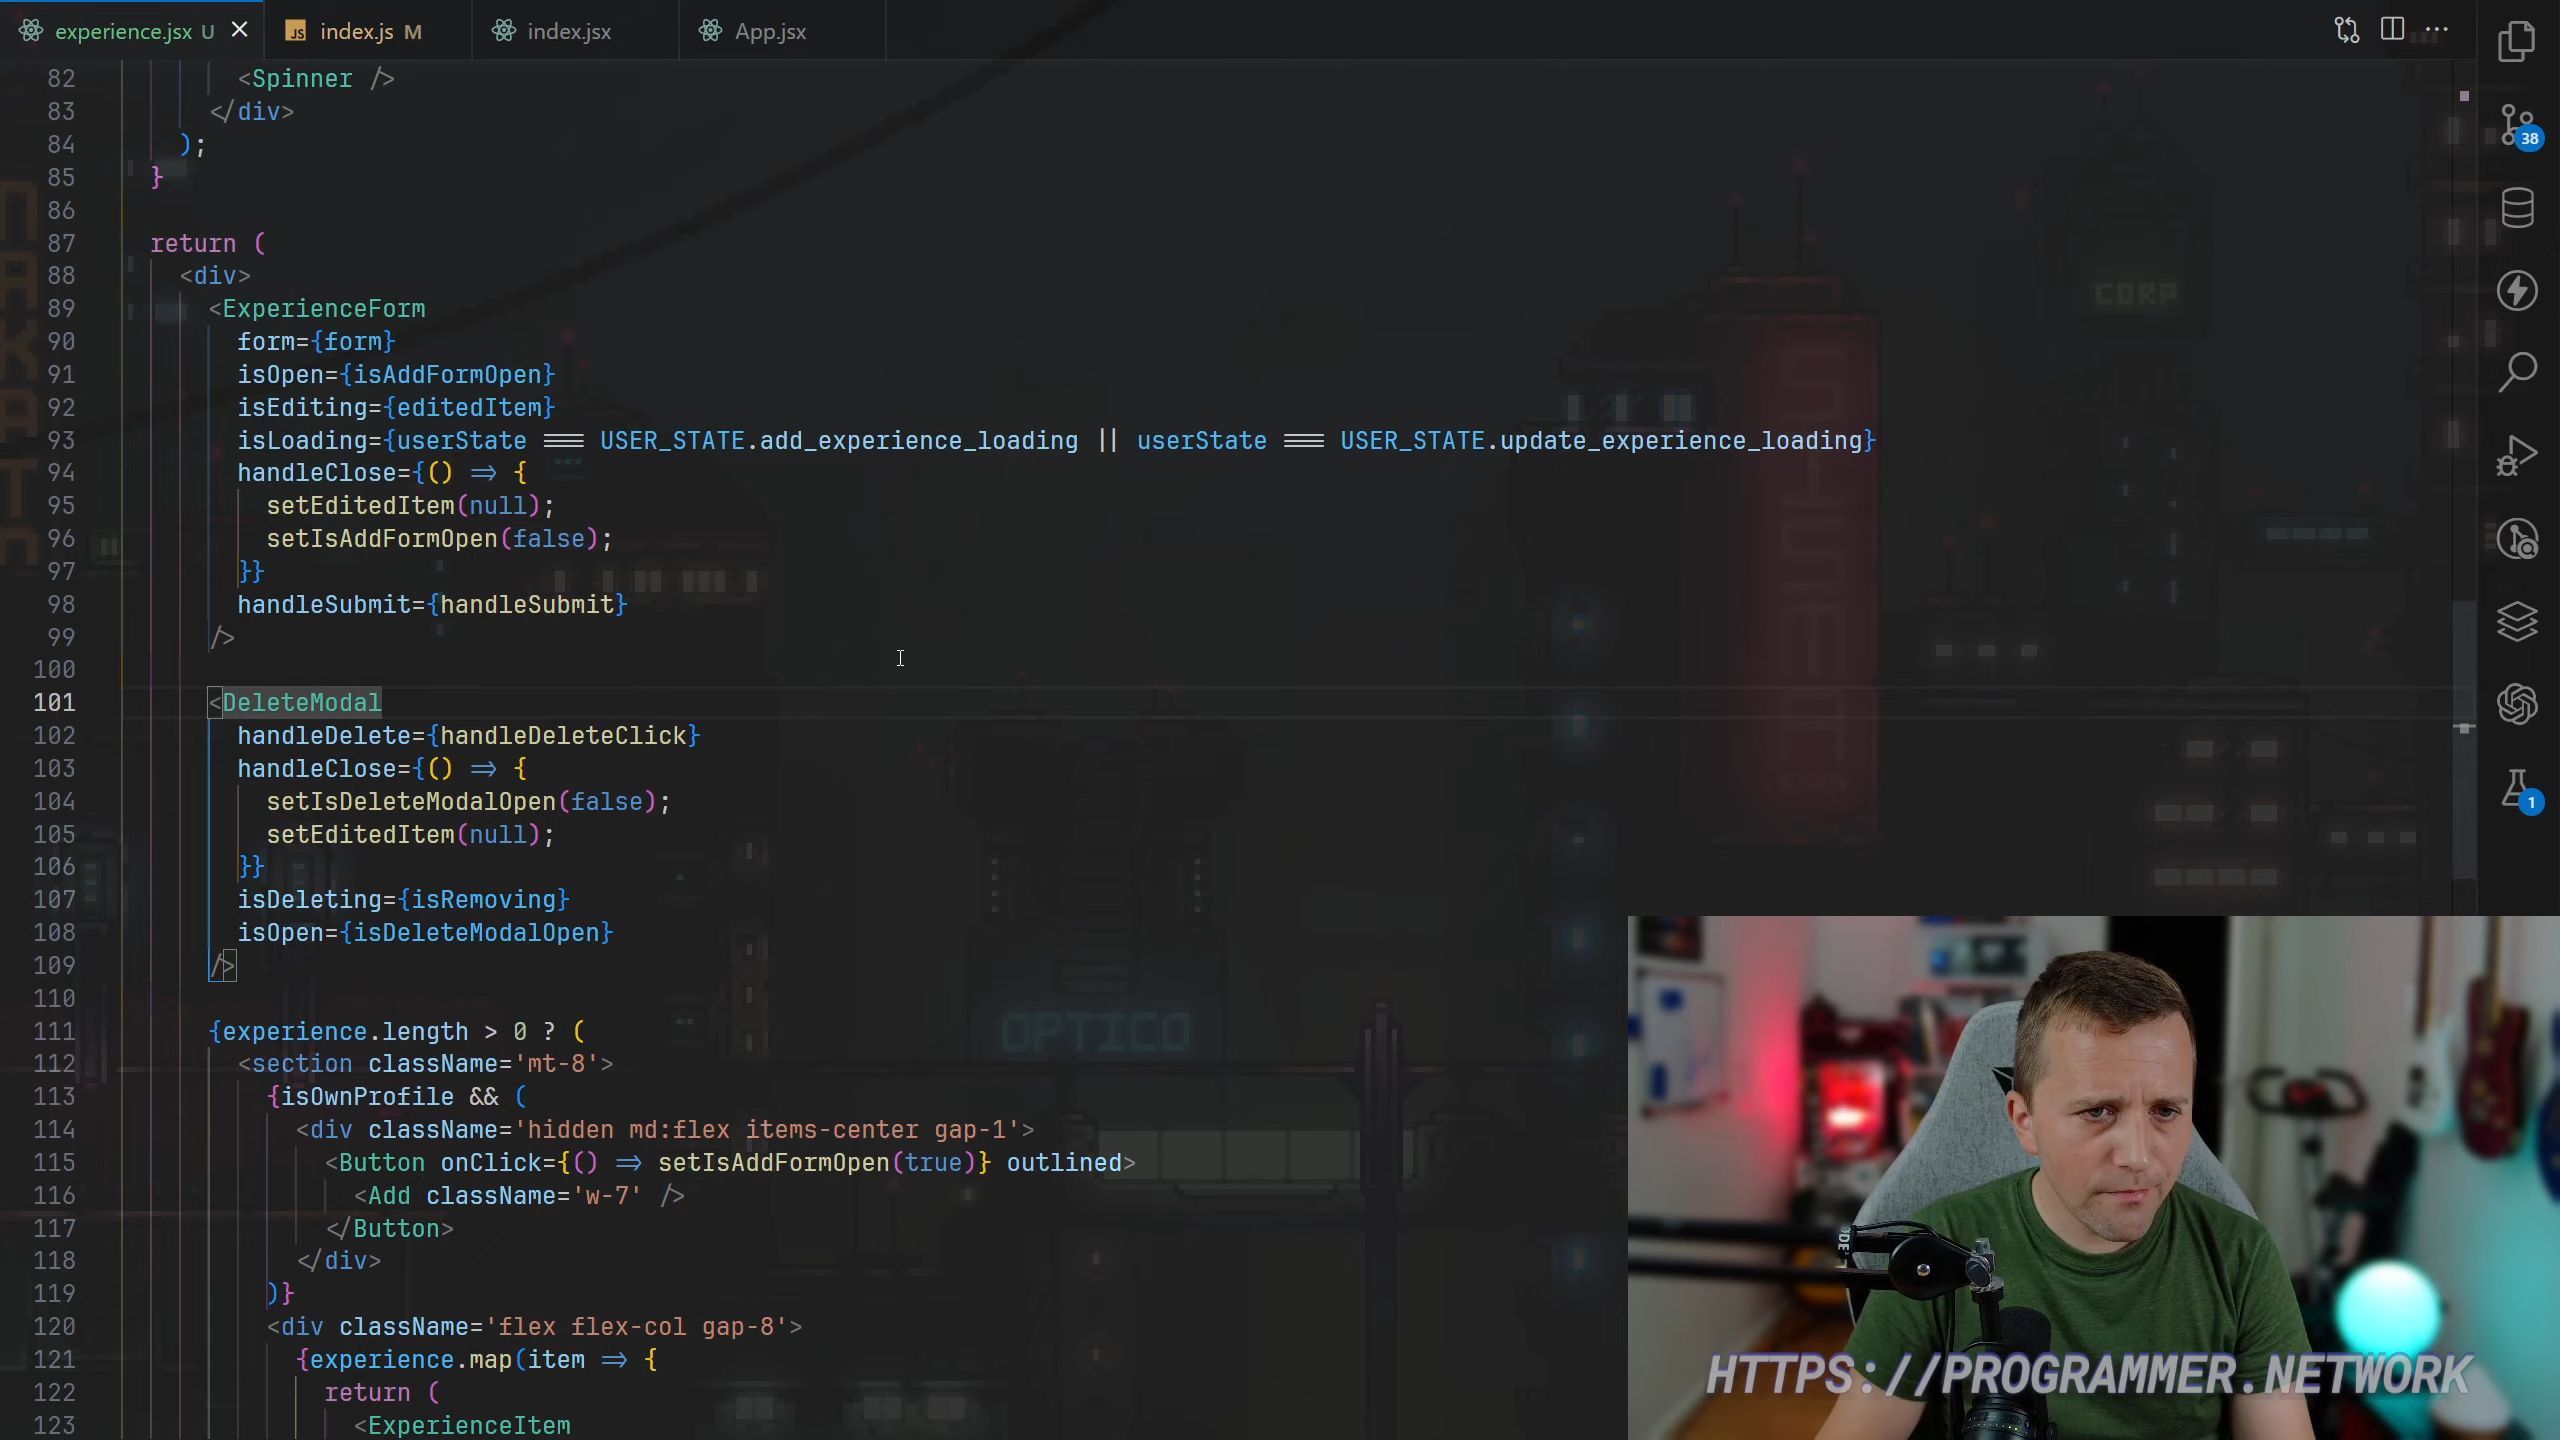 experience.jsx U
index.js M
index.jsx
App.jsx
82 <Spinner />
83 </div>
84 );
85 }
86
87 return (
88 <div>
89 <ExperienceForm
90 form={form}
91 isOpen={isAddFormOpen}
92 isEditing={editedItem}
93 isLoading={userState === USER_STATE.add_experience_loading || userState === USER_STATE.update_experience_loading}
94 handleClose={() => {
95 setEditedItem(null);
96 setIsAddFormOpen(false);
97 }}
98 handleSubmit={handleSubmit}
99 />
100
101 <DeleteModal
102 handleDelete={handleDeleteClick}
103 handleClose={() => {
104 setIsDeleteModalOpen(false);
105 setEditedItem(null);
106 }}
107 isDeleting={isRemoving}
108 isOpen={isDeleteModalOpen}
109 />
110
111 {experience.length > 0 ? (
112 <section className='mt-8'>
113 {isOwnProfile && (
114 <div className='hidden md:flex items-center gap-1'>
115 <Button onClick={() => setIsAddFormOpen(true)} outlined>
116 <Add className='w-7' />
117 </Button>
118 </div>
119 )}
120 <div className='flex flex-col gap-8'>
121 {experience.map(item => {
122 return (
123 <ExperienceItem
38
1
CORP
OPTICO
HTTPS://PROGRAMMER.NETWORK